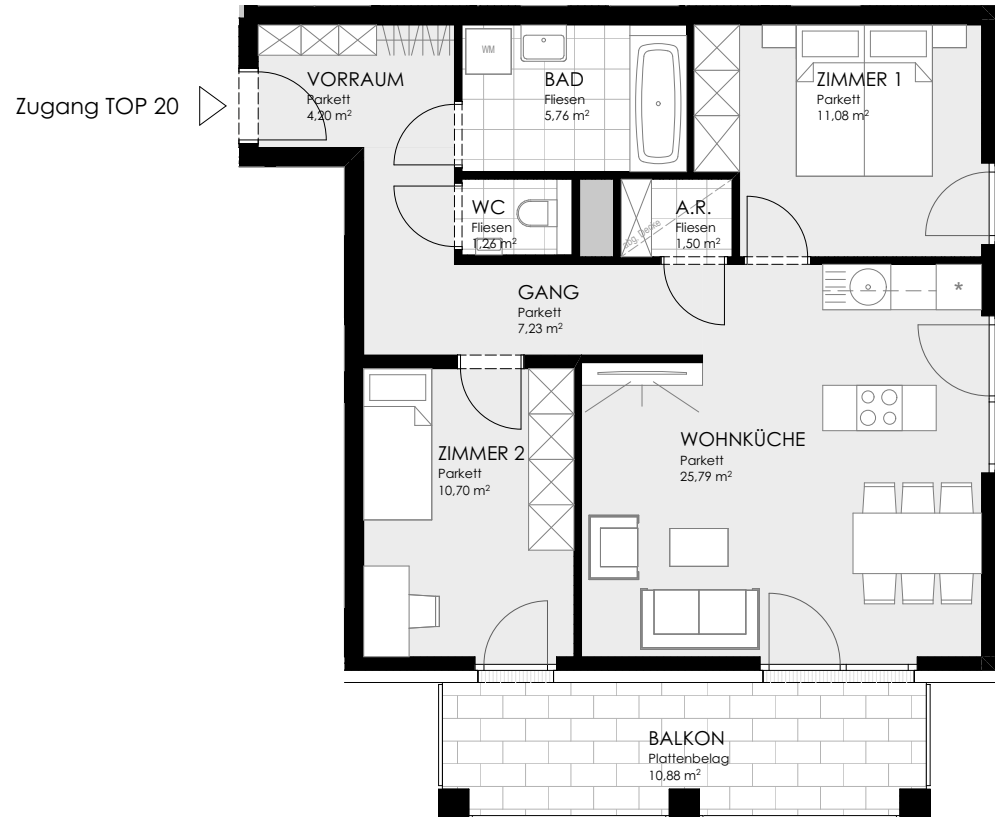 Zugang TOP 20
VORRAUM
Parkett
4,20 m²
WM
BAD
Fliesen
5,76 m²
ZIMMER 1
Parkett
11,08 m²
WC
Fliesen
1,26 m²
A.R.
Fliesen
1,50 m²
abg. Decke
GANG
Parkett
7,23 m²
*
ZIMMER 2
Parkett
10,70 m²
WOHNKÜCHE
Parkett
25,79 m²
BALKON
Plattenbelag
10,88 m²